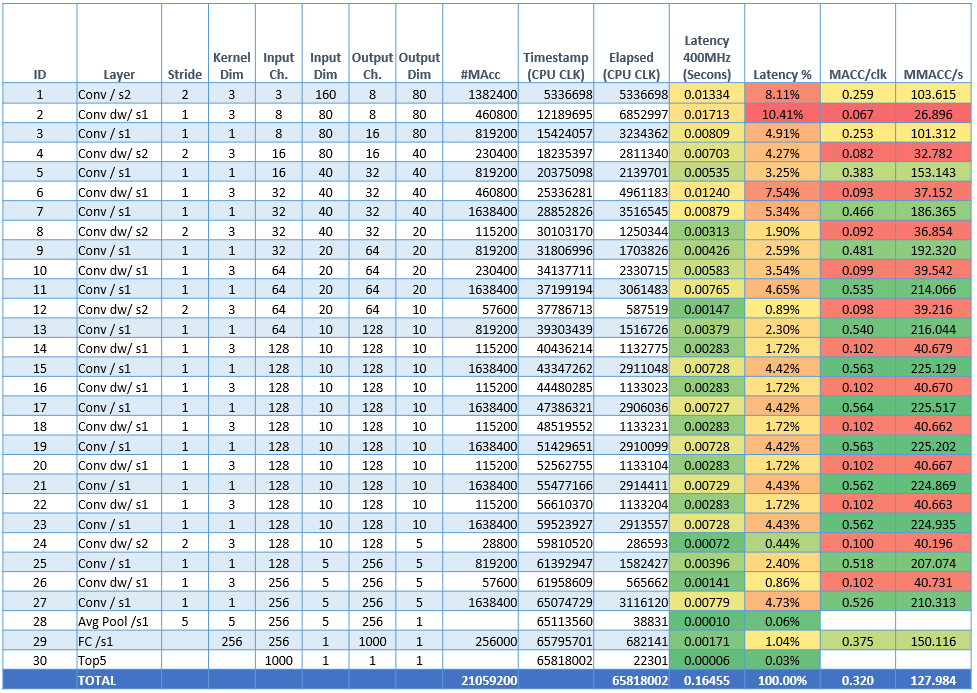 ID Layer Stride Kernel Dim Input Ch. Input Dim Output Ch. Output Dim #MAcc Timestamp (CPU CLK) Elapsed (CPU CLK) Latency 400MHz (Secons) Latency % MACC/clk MMACC/s
1 Conv / s2 2 3 3 160 8 80 1382400 5336698 5336698 0.01334 8.11% 0.259 103.615
2 Conv dw/ s1 1 3 8 80 8 80 460800 12189695 6852997 0.01713 10.41% 0.067 26.896
3 Conv / s1 1 1 8 80 16 80 819200 15424057 3234362 0.00809 4.91% 0.253 101.312
4 Conv dw/ s2 2 3 16 80 16 40 230400 18235397 2811340 0.00703 4.27% 0.082 32.782
5 Conv / s1 1 1 16 40 32 40 819200 20375098 2139701 0.00535 3.25% 0.383 153.143
6 Conv dw/ s1 1 3 32 40 32 40 460800 25336281 4961183 0.01240 7.54% 0.093 37.152
7 Conv / s1 1 1 32 40 32 40 1638400 28852826 3516545 0.00879 5.34% 0.466 186.365
8 Conv dw/ s2 2 3 32 40 32 20 115200 30103170 1250344 0.00313 1.90% 0.092 36.854
9 Conv / s1 1 1 32 20 64 20 819200 31806996 1703826 0.00426 2.59% 0.481 192.320
10 Conv dw/ s1 1 3 64 20 64 20 230400 34137711 2330715 0.00583 3.54% 0.099 39.542
11 Conv / s1 1 1 64 20 64 20 1638400 37199194 3061483 0.00765 4.65% 0.535 214.066
12 Conv dw/ s2 2 3 64 20 64 10 57600 37786713 587519 0.00147 0.89% 0.098 39.216
13 Conv / s1 1 1 64 10 128 10 819200 39303439 1516726 0.00379 2.30% 0.540 216.044
14 Conv dw/ s1 1 3 128 10 128 10 115200 40436214 1132775 0.00283 1.72% 0.102 40.679
15 Conv / s1 1 1 128 10 128 10 1638400 43347262 2911048 0.00728 4.42% 0.563 225.129
16 Conv dw/ s1 1 3 128 10 128 10 115200 44480285 1133023 0.00283 1.72% 0.102 40.670
17 Conv / s1 1 1 128 10 128 10 1638400 47386321 2906036 0.00727 4.42% 0.564 225.517
18 Conv dw/ s1 1 3 128 10 128 10 115200 48519552 1133231 0.00283 1.72% 0.102 40.662
19 Conv / s1 1 1 128 10 128 10 1638400 51429651 2910099 0.00728 4.42% 0.563 225.202
20 Conv dw/ s1 1 3 128 10 128 10 115200 52562755 1133104 0.00283 1.72% 0.102 40.667
21 Conv / s1 1 1 128 10 128 10 1638400 55477166 2914411 0.00729 4.43% 0.562 224.869
22 Conv dw/ s1 1 3 128 10 128 10 115200 56610370 1133204 0.00283 1.72% 0.102 40.663
23 Conv / s1 1 1 128 10 128 10 1638400 59523927 2913557 0.00728 4.43% 0.562 224.935
24 Conv dw/ s2 2 3 128 10 128 5 28800 59810520 286593 0.00072 0.44% 0.100 40.196
25 Conv / s1 1 1 128 5 256 5 819200 61392947 1582427 0.00396 2.40% 0.518 207.074
26 Conv dw/ s1 1 3 256 5 256 5 57600 61958609 565662 0.00141 0.86% 0.102 40.731
27 Conv / s1 1 1 256 5 256 5 1638400 65074729 3116120 0.00779 4.73% 0.526 210.313
28 Avg Pool /s1 5 5 256 5 256 1 65113560 38831 0.00010 0.06%
29 FC /s1 256 256 1 1000 1 256000 65795701 682141 0.00171 1.04% 0.375 150.116
30 Top5 1000 1 1 1 65818002 22301 0.00006 0.03%
TOTAL 21059200 65818002 0.16455 100.00% 0.320 127.984